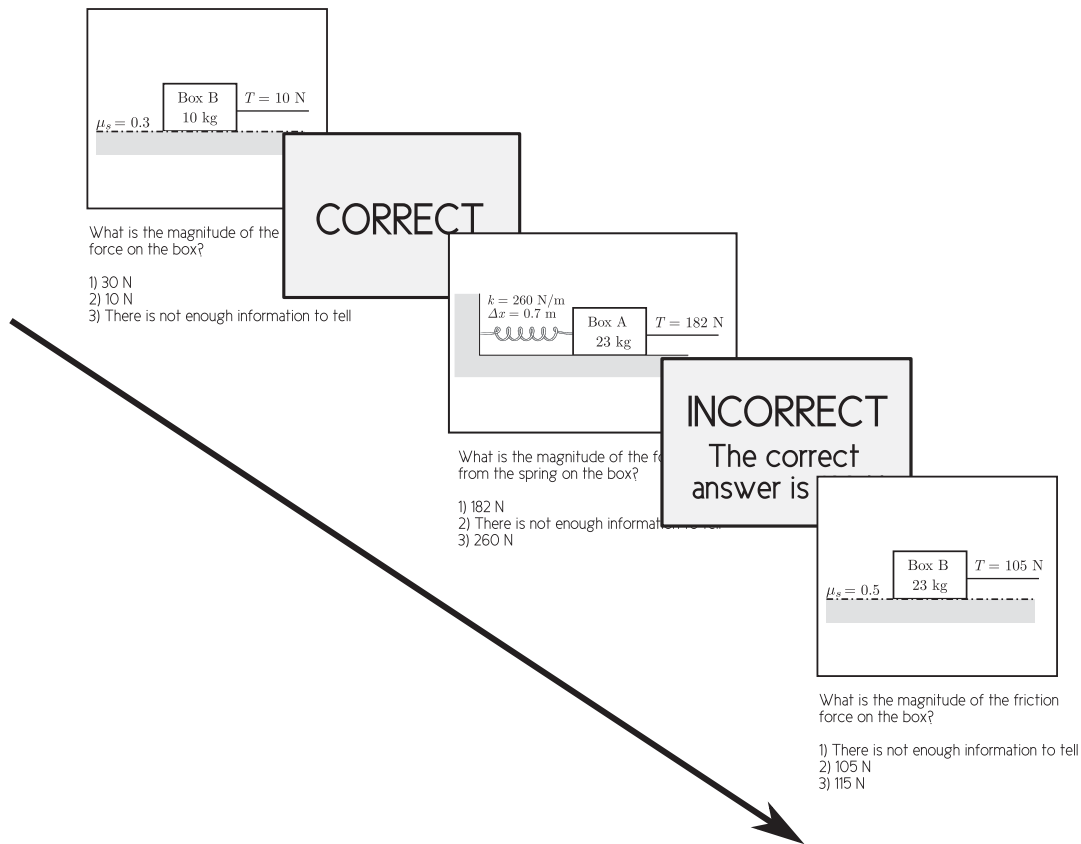 Box B
10 kg
T = 10 N
μₛ = 0.3
What is the magnitude of the
force on the box?
1) 30 N
2) 10 N
3) There is not enough information to tell
CORRECT
k = 260 N/m
Δx = 0.7 m
Box A
23 kg
T = 182 N
What is the magnitude of the
from the spring on the box?
1) 182 N
2) There is not enough
3) 260 N
INCORRECT
The correct
answer is
Box B
23 kg
T = 105 N
μₛ = 0.5
What is the magnitude of the friction
force on the box?
1) There is not enough information to tell
2) 105 N
3) 115 N